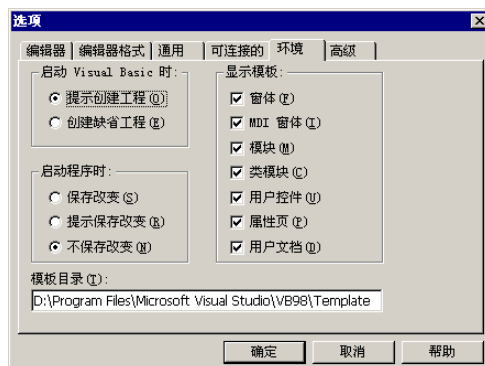 选项
编辑器 编辑器格式 通用 可连接的 环境 高级
启动 Visual Basic 时:
提示创建工程(O)
创建缺省工程(E)
启动程序时:
保存改变(S)
提示保存改变(R)
不保存改变(N)
显示模板:
窗体(F)
MDI 窗体(I)
模块(M)
类模块(C)
用户控件(U)
属性页(P)
用户文档(D)
模板目录(T):
D:\Program Files\Microsoft Visual Studio\VB98\Template
确定 取消 帮助